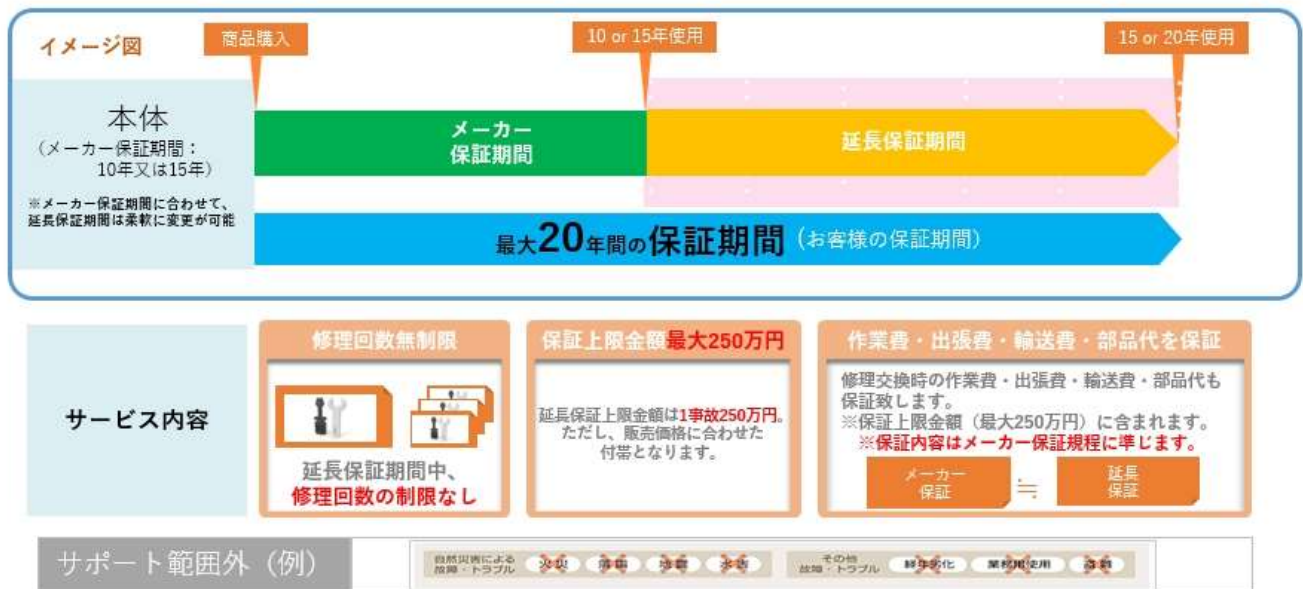 イメージ図
商品購入
10 or 15年使用
15 or 20年使用
本体
（メーカー保証期間：
10年又は15年）
※メーカー保証期間に合わせて、
延長保証期間は柔軟に変更が可能
メーカー
保証期間
延長保証期間
最大20年間の保証期間（お客様の保証期間）
サービス内容
修理回数無制限
延長保証期間中、
修理回数の制限なし
保証上限金額最大250万円
延長保証上限金額は1事故250万円。
ただし、販売価格に合わせた
付帯となります。
作業費・出張費・輸送費・部品代を保証
修理交換時の作業費・出張費・輸送費・部品代も
保証致します。
※保証上限金額（最大250万円）に含まれます。
※保証内容はメーカー保証規程に準じます。
メーカー
保証
≒
延長
保証
サポート範囲外（例）
自然災害による
故障・トラブル
火災
落雷
地震
水害
その他
故障・トラブル
経年劣化
業務用使用
盗難